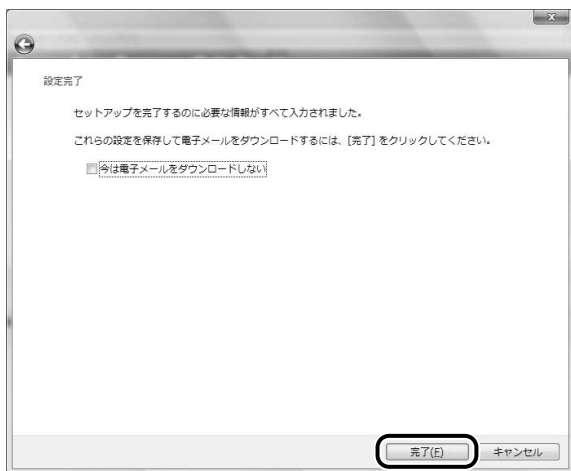 設定完了
セットアップを完了するのに必要な情報がすべて入力されました。
これらの設定を保存して電子メールをダウンロードするには、[完了] をクリックしてください。
今は電子メールをダウンロードしない
完了(F) キャンセル